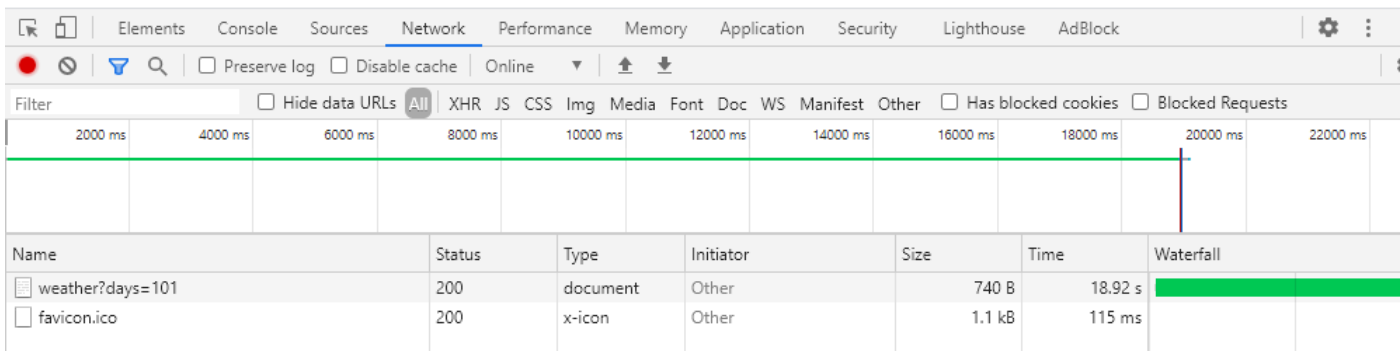 Elements Console Sources Network Performance Memory Application Security Lighthouse AdBlock
Preserve log Disable cache Online
Filter Hide data URLs All XHR JS CSS Img Media Font Doc WS Manifest Other Has blocked cookies Blocked Requests
2000 ms 4000 ms 6000 ms 8000 ms 10000 ms 12000 ms 14000 ms 16000 ms 18000 ms 20000 ms 22000 ms
Name Status Type Initiator Size Time Waterfall
weather?days=101 200 document Other 740 B 18.92 s
favicon.ico 200 x-icon Other 1.1 kB 115 ms